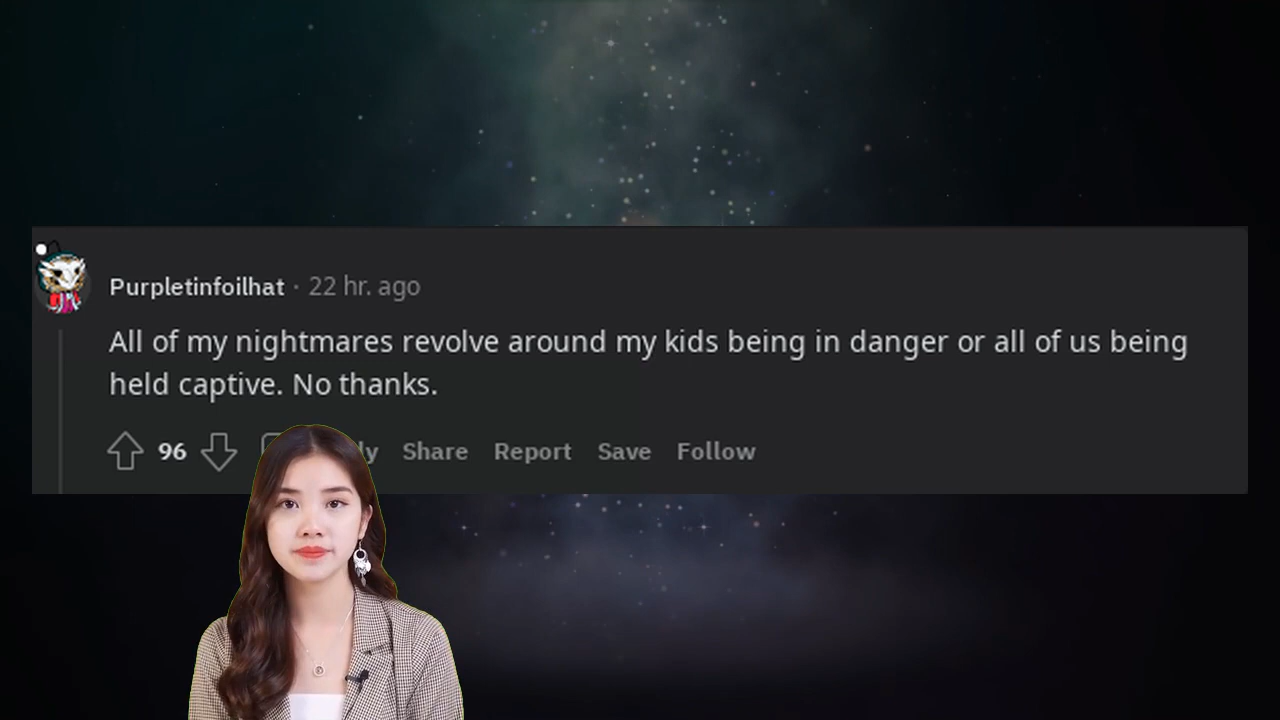 Purpletinfoilhat · 22 hr. ago
All of my nightmares revolve around my kids being in danger or all of us being
held captive. No thanks.
96 Share Report Save Follow